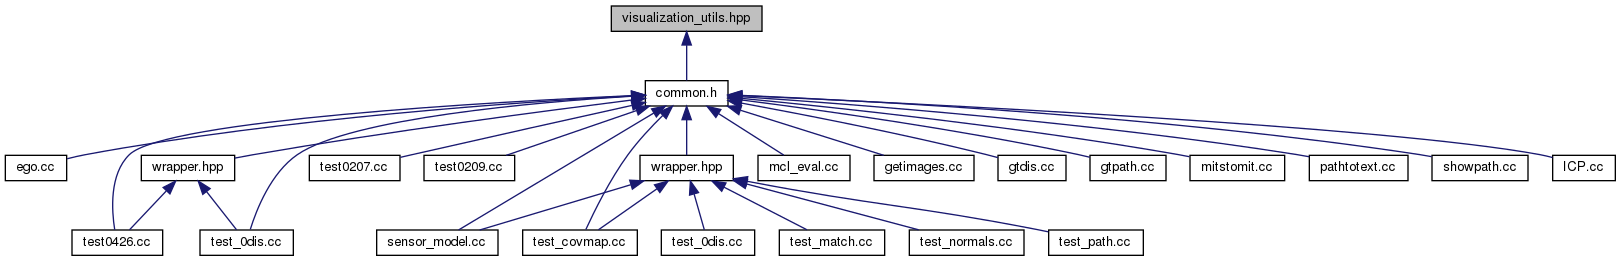 visualization_utils.hpp
common.h
ego.cc
wrapper.hpp
test0207.cc
test0209.cc
wrapper.hpp
mcl_eval.cc
getimages.cc
gtdis.cc
gtpath.cc
mitstomit.cc
pathtotext.cc
showpath.cc
ICP.cc
test0426.cc
test_0dis.cc
sensor_model.cc
test_covmap.cc
test_0dis.cc
test_match.cc
test_normals.cc
test_path.cc